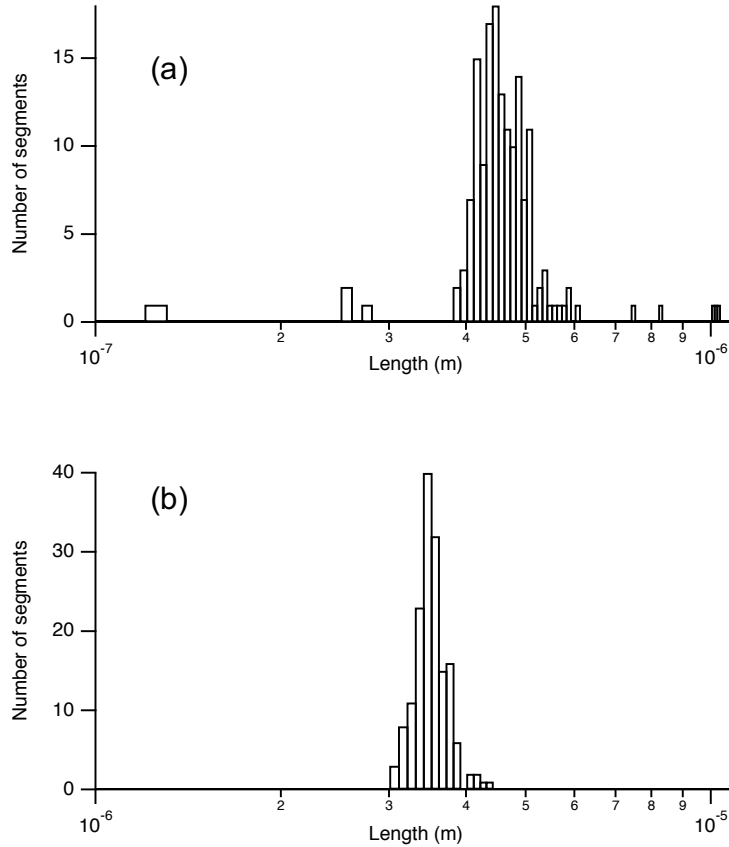 (a)
Number of segments
15
10
5
0
2 3 4 5 6 7 8 9
10⁻⁷ Length (m) 10⁻⁶
(b)
Number of segments
40
30
20
10
0
2 3 4 5 6 7 8 9
10⁻⁶ Length (m) 10⁻⁵